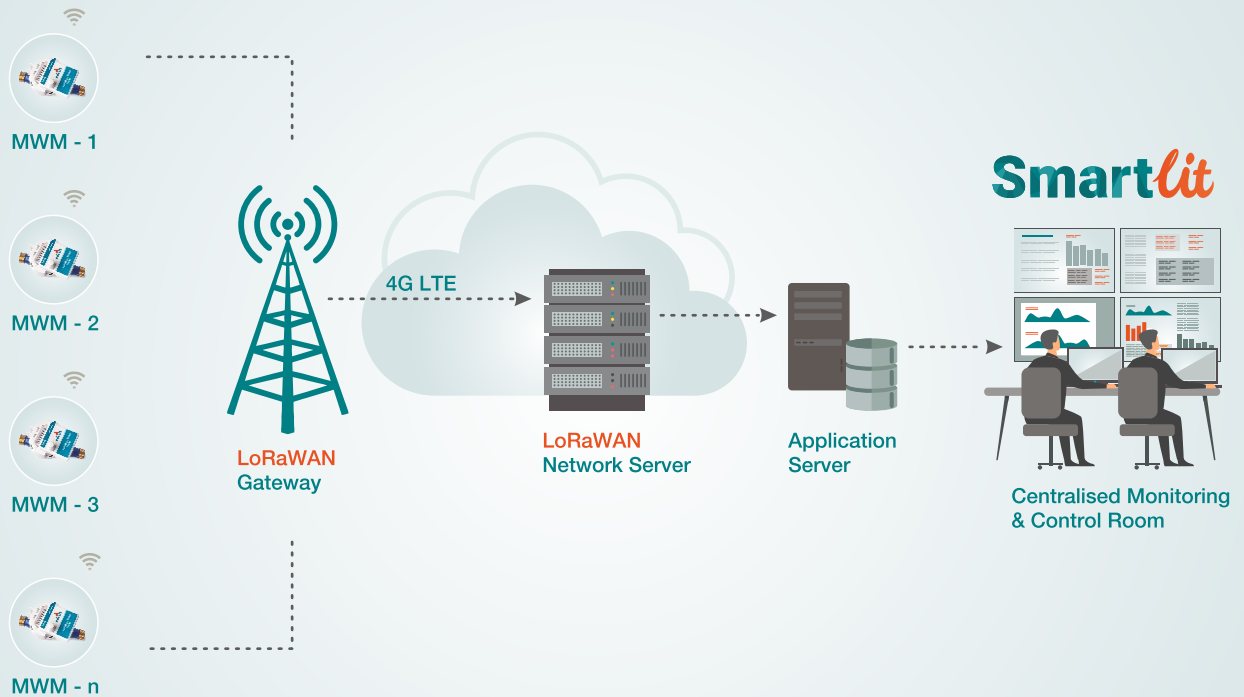 MWM - 1
MWM - 2
MWM - 3
MWM - n
LoRaWAN
Gateway
4G LTE
LoRaWAN
Network Server
Application
Server
Smartlit
Centralised Monitoring
& Control Room